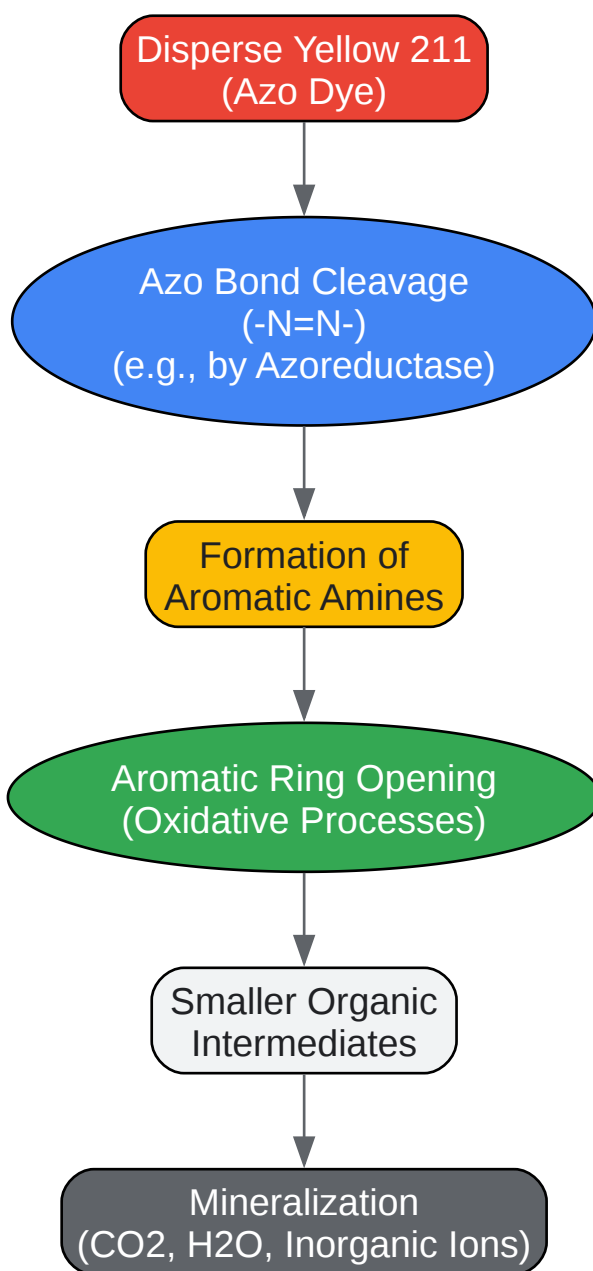 Disperse Yellow 211
(Azo Dye)
Azo Bond Cleavage
(-N=N-)
(e.g., by Azoreductase)
Formation of
Aromatic Amines
Aromatic Ring Opening
(Oxidative Processes)
Smaller Organic
Intermediates
Mineralization
(CO2, H2O, Inorganic Ions)